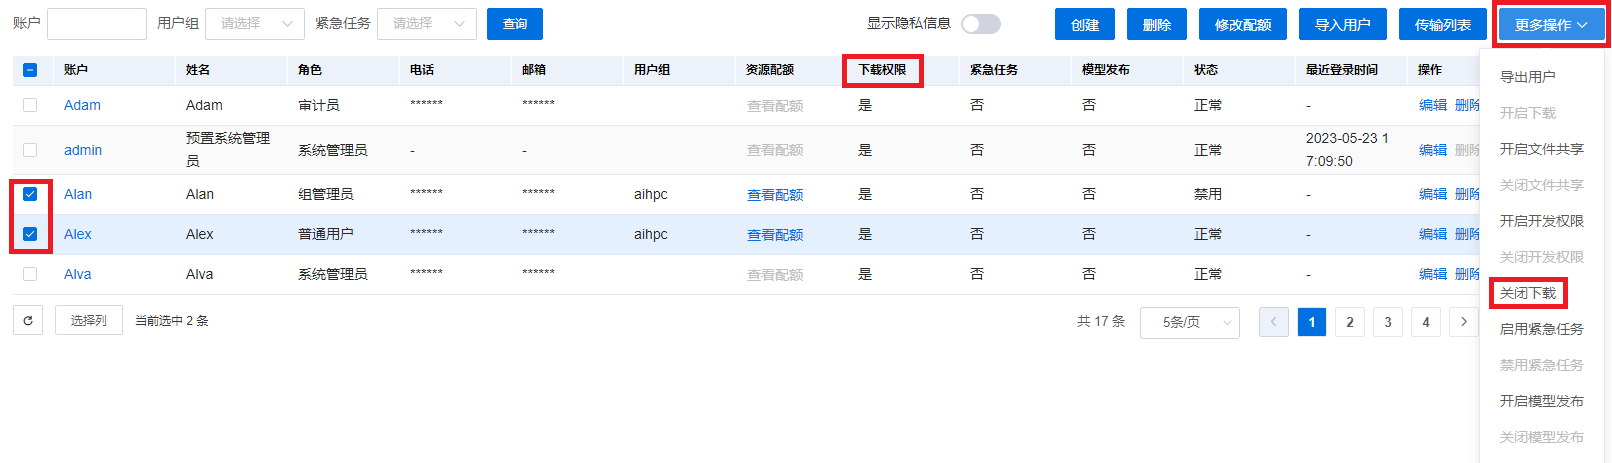 账户 用户组 请选择 紧急任务 请选择 查询 显示隐私信息 创建 删除 修改配额 导入用户 传输列表 更多操作
账户 姓名 角色 电话 邮箱 用户组 资源配额 下载权限 紧急任务 模型发布 状态 最近登录时间 操作
Adam Adam 审计员 ****** ****** 查看配额 是 否 否 正常 - 编辑 删除
admin 预置系统管理员 系统管理员 - - 查看配额 是 否 否 正常 2023-05-23 17:09:50 编辑 删除
Alan Alan 组管理员 ****** ****** aihpc 查看配额 是 否 否 禁用 - 编辑 删除
Alex Alex 普通用户 ****** ****** aihpc 查看配额 是 否 否 正常 - 编辑 删除
Alva Alva 系统管理员 ****** ****** 查看配额 是 否 否 正常 - 编辑 删除
选择列 当前选中 2 条 共 17 条 5条/页 < 1 2 3 4 >
导出用户
开启下载
开启文件共享
关闭文件共享
开启开发权限
关闭开发权限
关闭下载
启用紧急任务
禁用紧急任务
开启模型发布
关闭模型发布